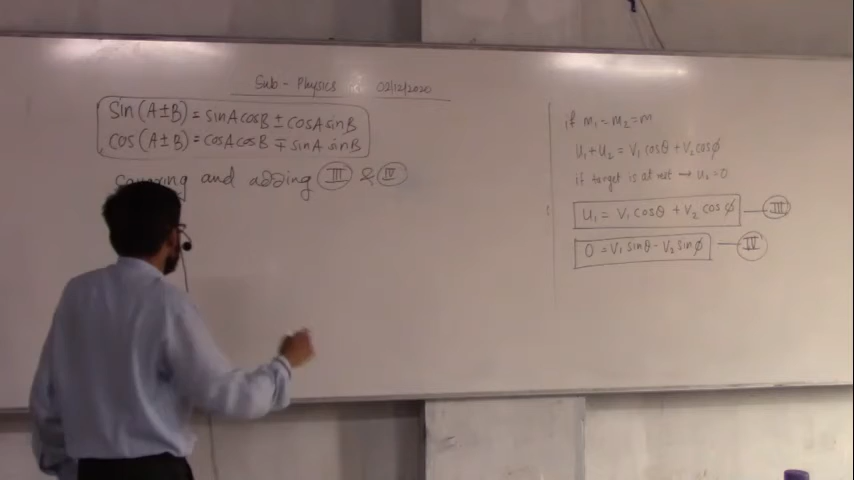 Sub - Physics 02/12/2020
Sin (A±B) = sinA cosB ± cosA sinB
cos (A±B) = cosA cosB ∓ sinA sinB
and adding III & IV
if m₁ = m₂ = m
u₁ + u₂ = v₁ cosθ + v₂ cosφ
if target is at rest → u₂ = 0
u₁ = v₁ cosθ + v₂ cosφ — III
0 = v₁ sinθ - v₂ sinφ — IV